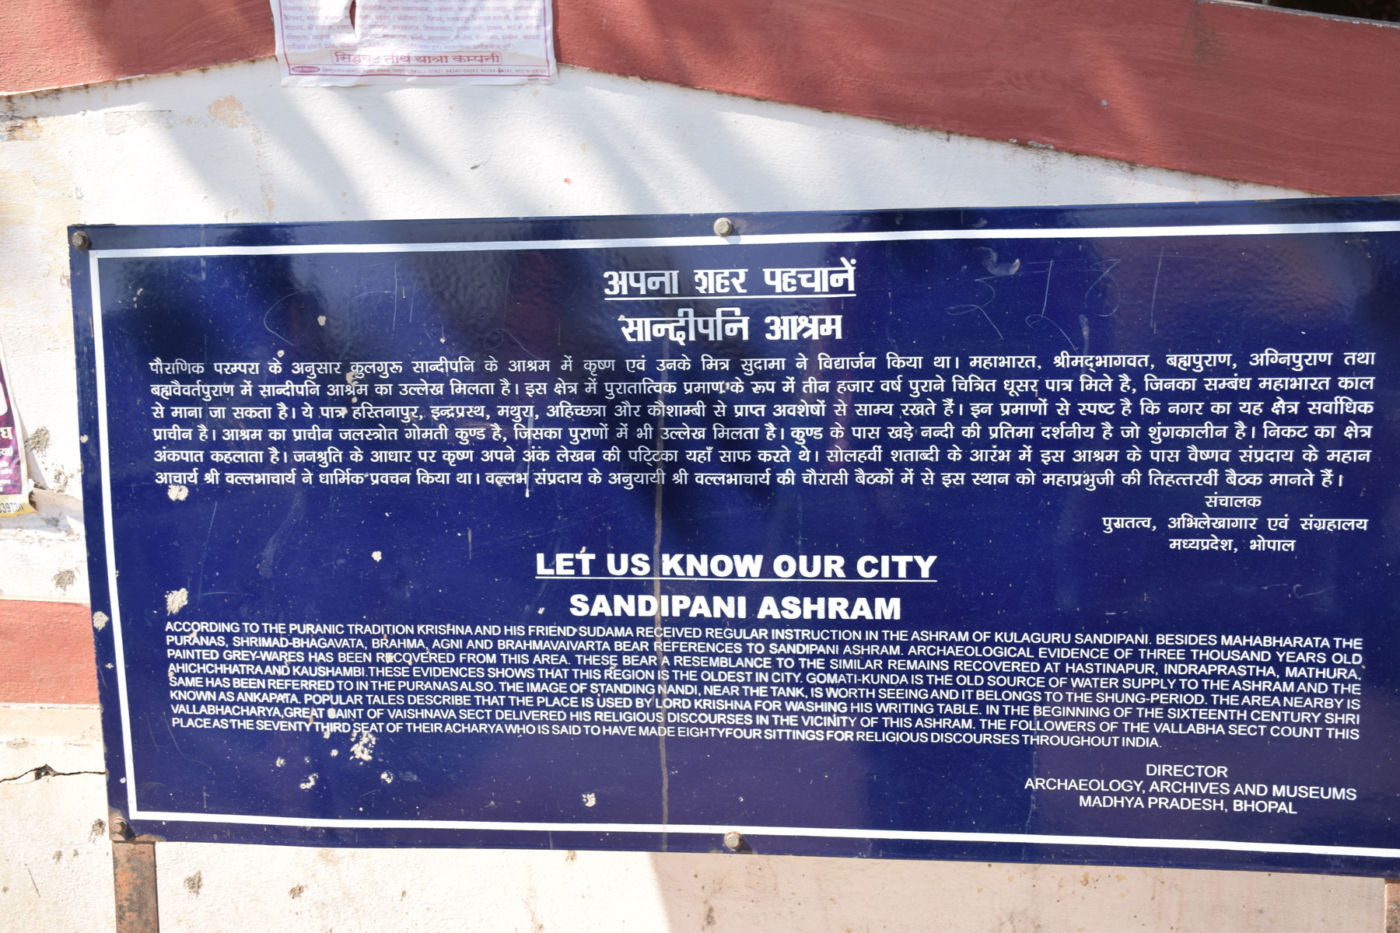 सिद्धवट नाथ यात्रा कम्पनी
अपना शहर पहचानें
सान्दीपनि आश्रम
पौराणिक परम्परा के अनुसार कुलगुरू सान्दीपनि के आश्रम में कृष्ण एवं उनके मित्र सुदामा ने विद्यार्जन किया था। महाभारत, श्रीमद्भागवत, बह्मपुराण, अग्निपुराण तथा
बह्मवैवर्तपुराण में सान्दीपनि आश्रम का उल्लेख मिलता है। इस क्षेत्र में पुरातात्विक प्रमाण के रूप में तीन हजार वर्ष पुराने चित्रित धूसर पात्र मिले है, जिनका सम्बंध महाभारत काल
से माना जा सकता है। ये पात्र हस्तिनापुर, इन्द्रप्रस्थ, मथुरा, अहिच्छत्रा और कौशाम्बी से प्राप्त अवशेषों से साम्य रखते हैं। इन प्रमाणों से स्पष्ट है कि नगर का यह क्षेत्र सर्वाधिक
प्राचीन है। आश्रम का प्राचीन जलस्त्रोत गोमती कुण्ड है, जिसका पुराणों में भी उल्लेख मिलता है। कुण्ड के पास खड़े नन्दी की प्रतिमा दर्शनीय है जो शुंगकालीन है। निकट का क्षेत्र
अंकपात कहलाता है। जनश्रुति के आधार पर कृष्ण अपने अंक लेखन की पट्टिका यहाँ साफ करते थे। सोलहवीं शताब्दी के आरंभ में इस आश्रम के पास वैष्णव संप्रदाय के महान
आचार्य श्री वल्लभाचार्य ने धार्मिक प्रवचन किया था। वल्लभ संप्रदाय के अनुयायी श्री वल्लभाचार्य की चौरासी बैठकों में से इस स्थान को महाप्रभुजी की तिहत्तरवीं बैठक मानते हैं।
संचालक
पुरातत्व, अभिलेखागार एवं संग्रहालय
मध्यप्रदेश, भोपाल
LET US KNOW OUR CITY
SANDIPANI ASHRAM
ACCORDING TO THE PURANIC TRADITION KRISHNA AND HIS FRIEND SUDAMA RECEIVED REGULAR INSTRUCTION IN THE ASHRAM OF KULAGURU SANDIPANI. BESIDES MAHABHARATA THE
PURANAS, SHRIMAD-BHAGAVATA, BRAHMA, AGNI AND BRAHMAVAIVARTA BEAR REFERENCES TO SANDIPANI ASHRAM. ARCHAEOLOGICAL EVIDENCE OF THREE THOUSAND YEARS OLD
PAINTED GREY-WARES HAS BEEN RECOVERED FROM THIS AREA. THESE BEAR A RESEMBLANCE TO THE SIMILAR REMAINS RECOVERED AT HASTINAPUR, INDRAPRASTHA, MATHURA,
AHICHCHHATRA AND KAUSHAMBI.THESE EVIDENCES SHOWS THAT THIS REGION IS THE OLDEST IN CITY. GOMATI-KUNDA IS THE OLD SOURCE OF WATER SUPPLY TO THE ASHRAM AND THE
SAME HAS BEEN REFERRED TO IN THE PURANAS ALSO. THE IMAGE OF STANDING NANDI, NEAR THE TANK, IS WORTH SEEING AND IT BELONGS TO THE SHUNG-PERIOD. THE AREA NEARBY IS
KNOWN AS ANKAPATA. POPULAR TALES DESCRIBE THAT THE PLACE IS USED BY LORD KRISHNA FOR WASHING HIS WRITING TABLE. IN THE BEGINNING OF THE SIXTEENTH CENTURY SHRI
VALLABHACHARYA, GREAT SAINT OF VAISHNAVA SECT DELIVERED HIS RELIGIOUS DISCOURSES IN THE VICINITY OF THIS ASHRAM. THE FOLLOWERS OF THE VALLABHA SECT COUNT THIS
PLACE AS THE SEVENTY THIRD SEAT OF THEIR ACHARYA WHO IS SAID TO HAVE MADE EIGHTYFOUR SITTINGS FOR RELIGIOUS DISCOURSES THROUGHOUT INDIA.
DIRECTOR
ARCHAEOLOGY, ARCHIVES AND MUSEUMS
MADHYA PRADESH, BHOPAL